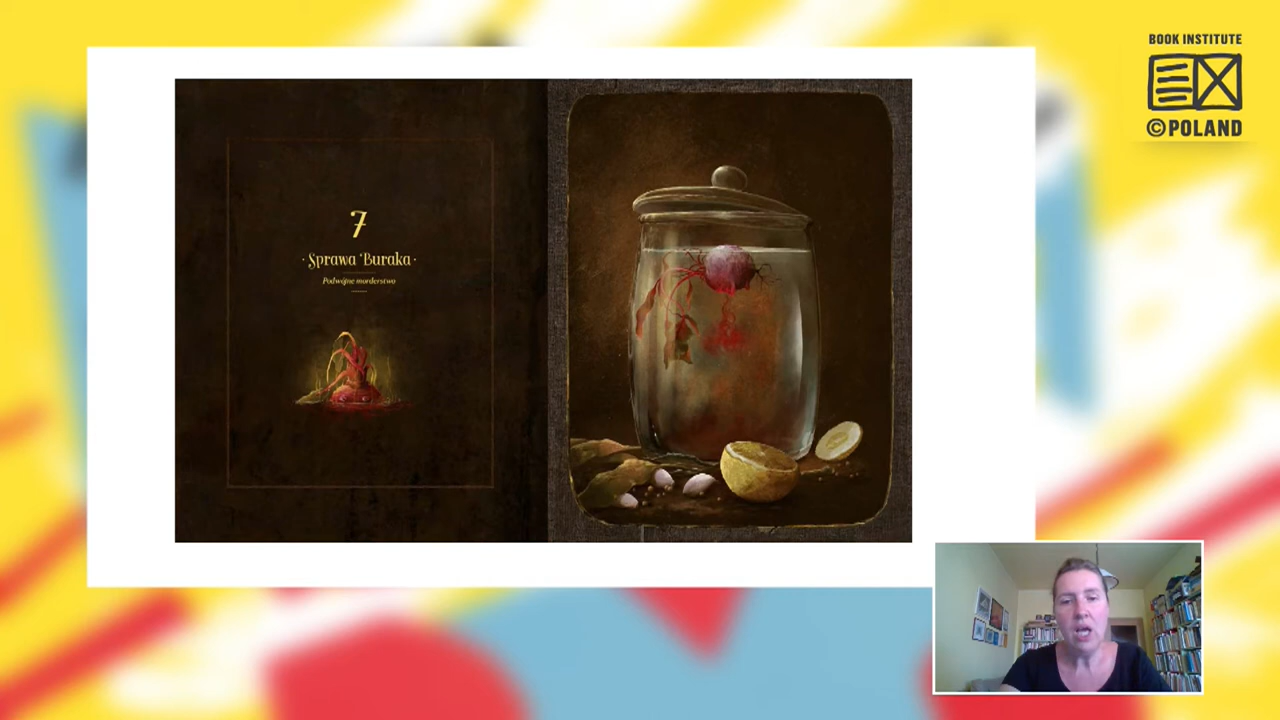 BOOK INSTITUTE
©POLAND
7
· Sprawa Buraka ·
Podwójne morderstwo